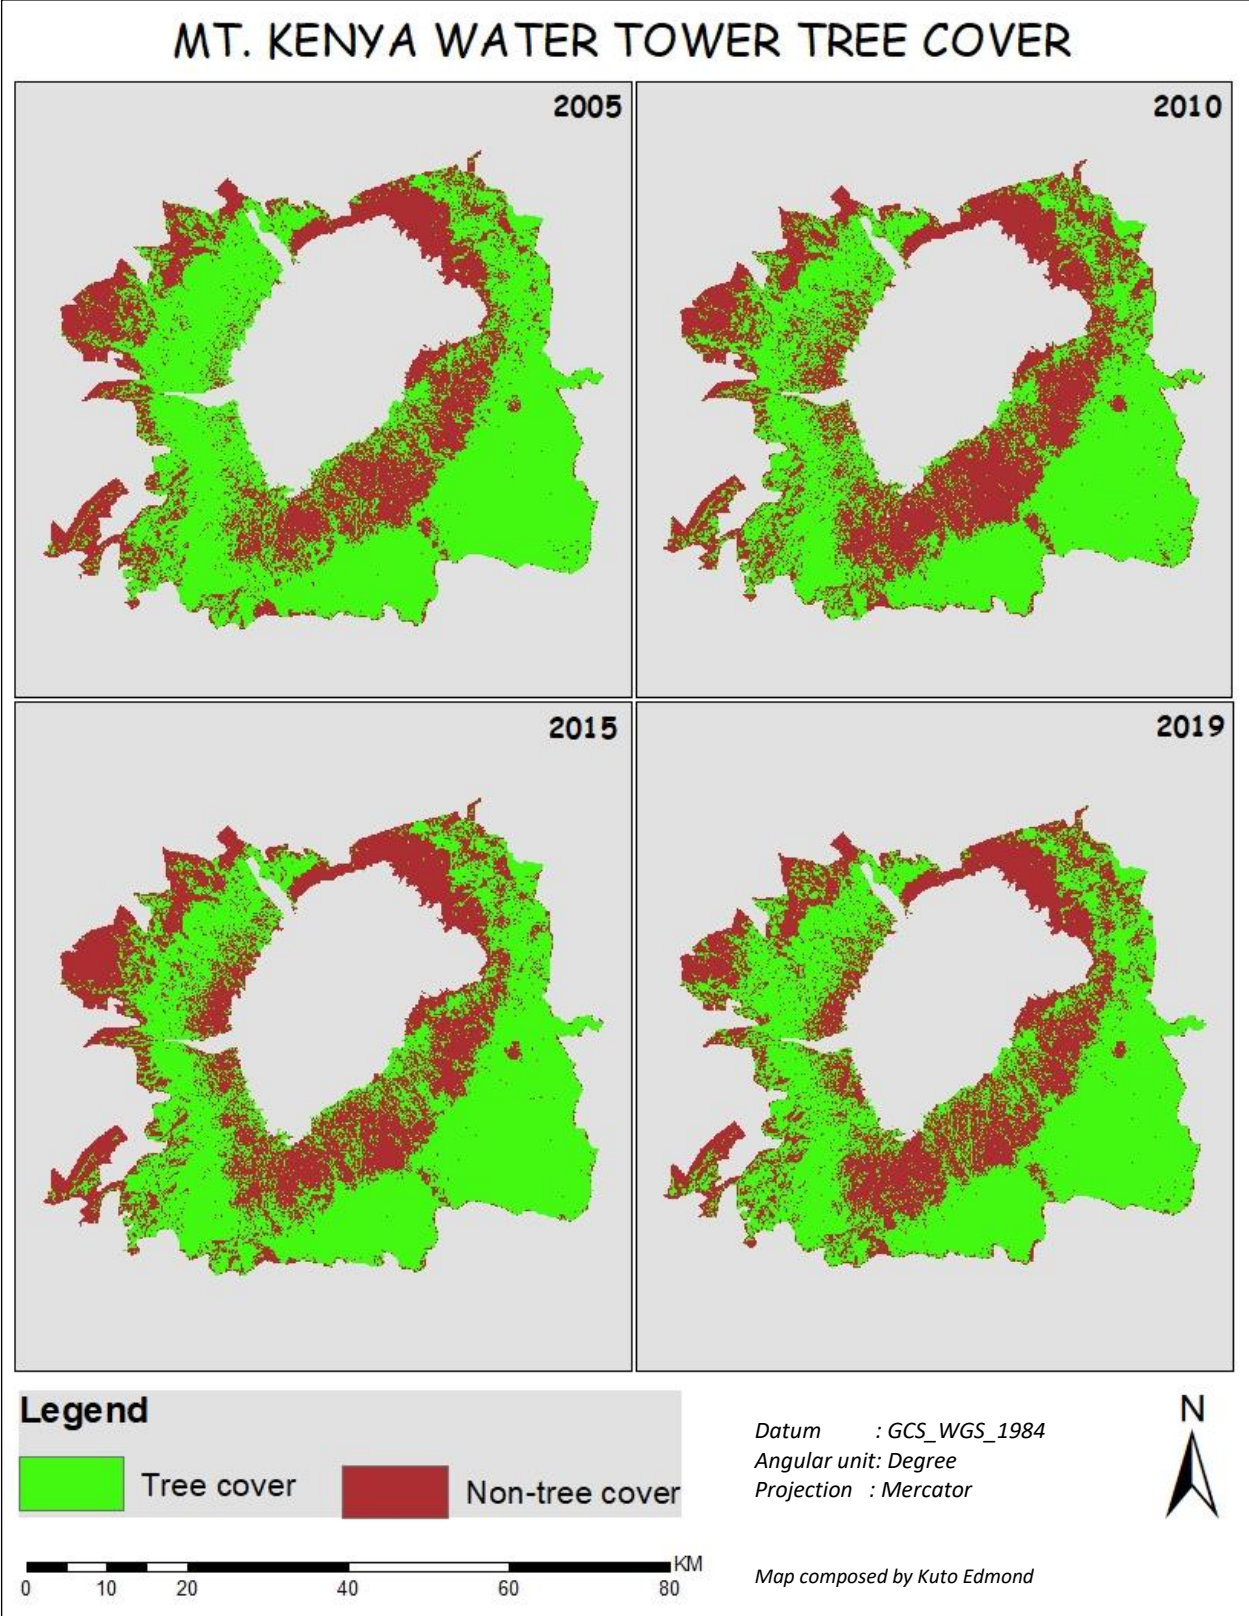 MT. KENYA WATER TOWER TREE COVER
2005
2010
2015
2019
Legend
Tree cover
Non-tree cover
Datum : GCS_WGS_1984
Angular unit: Degree
Projection : Mercator
N
KM
0 10 20 40 60 80
Map composed by Kuto Edmond